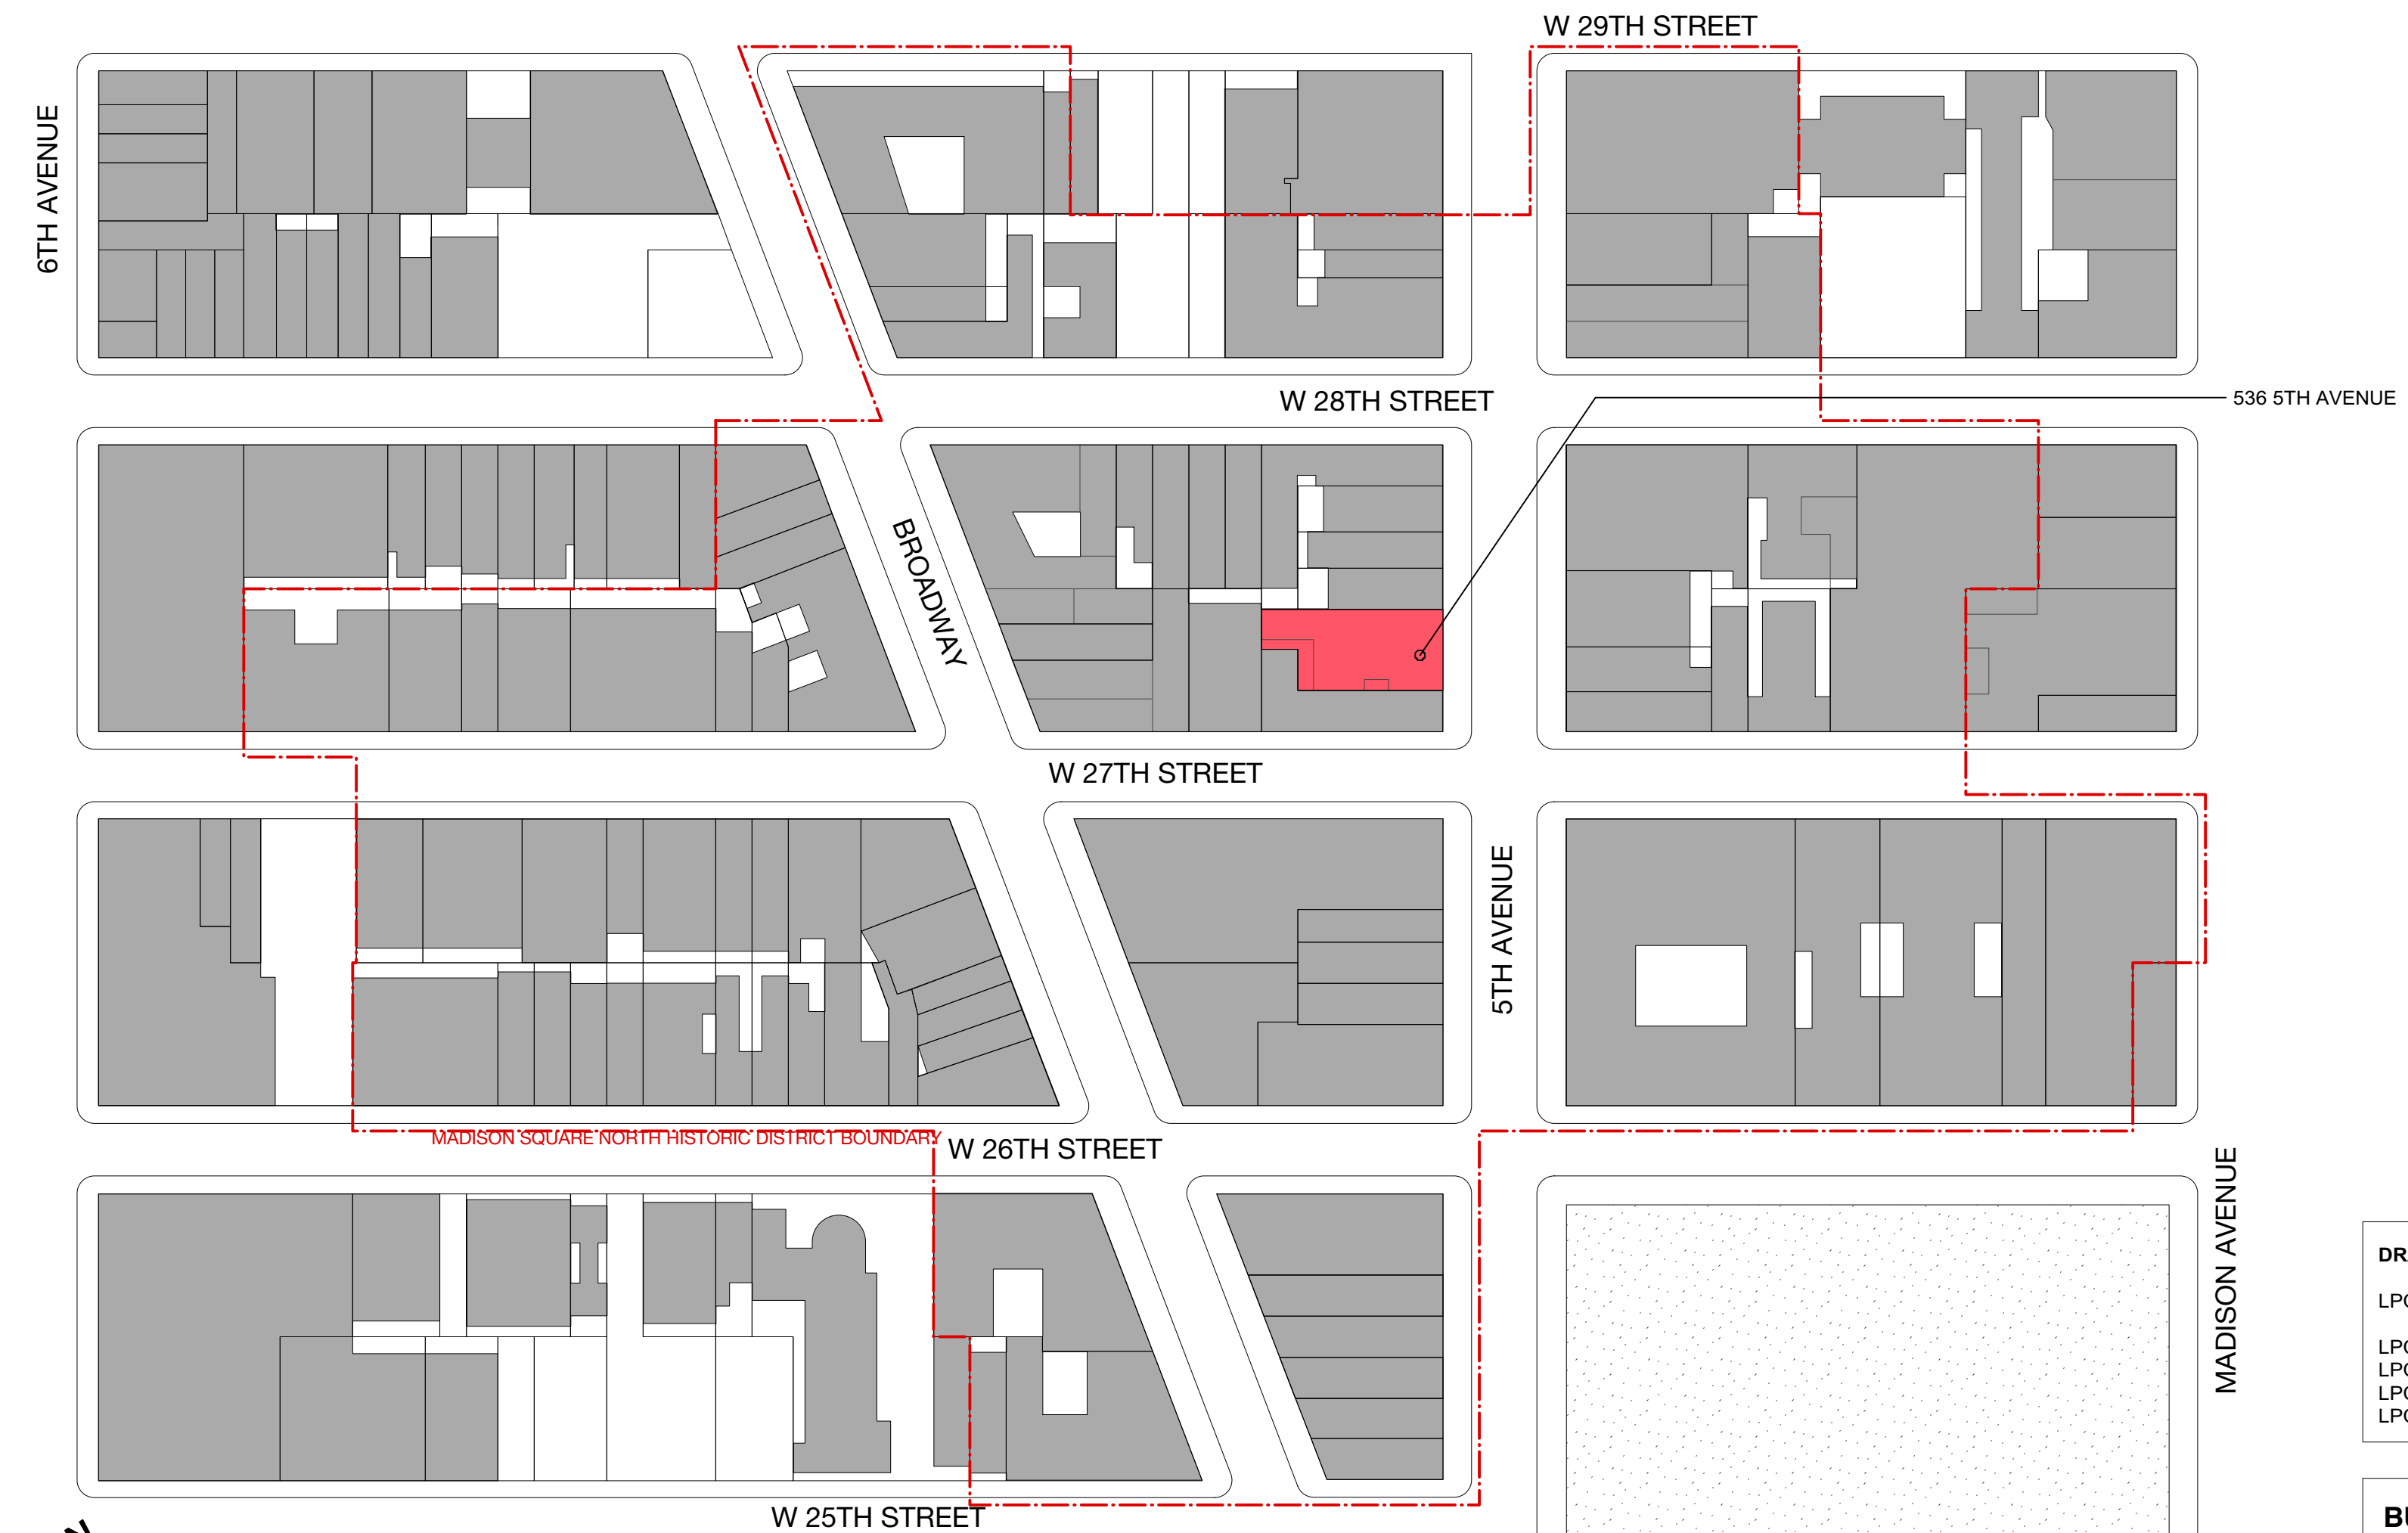 W 29TH STREET
6TH AVENUE
W 28TH STREET
536 5TH AVENUE
BROADWAY
W 27TH STREET
5TH AVENUE
MADISON SQUARE NORTH HISTORIC DISTRICT BOUNDARY
W 26TH STREET
MADISON AVENUE
W 25TH STREET